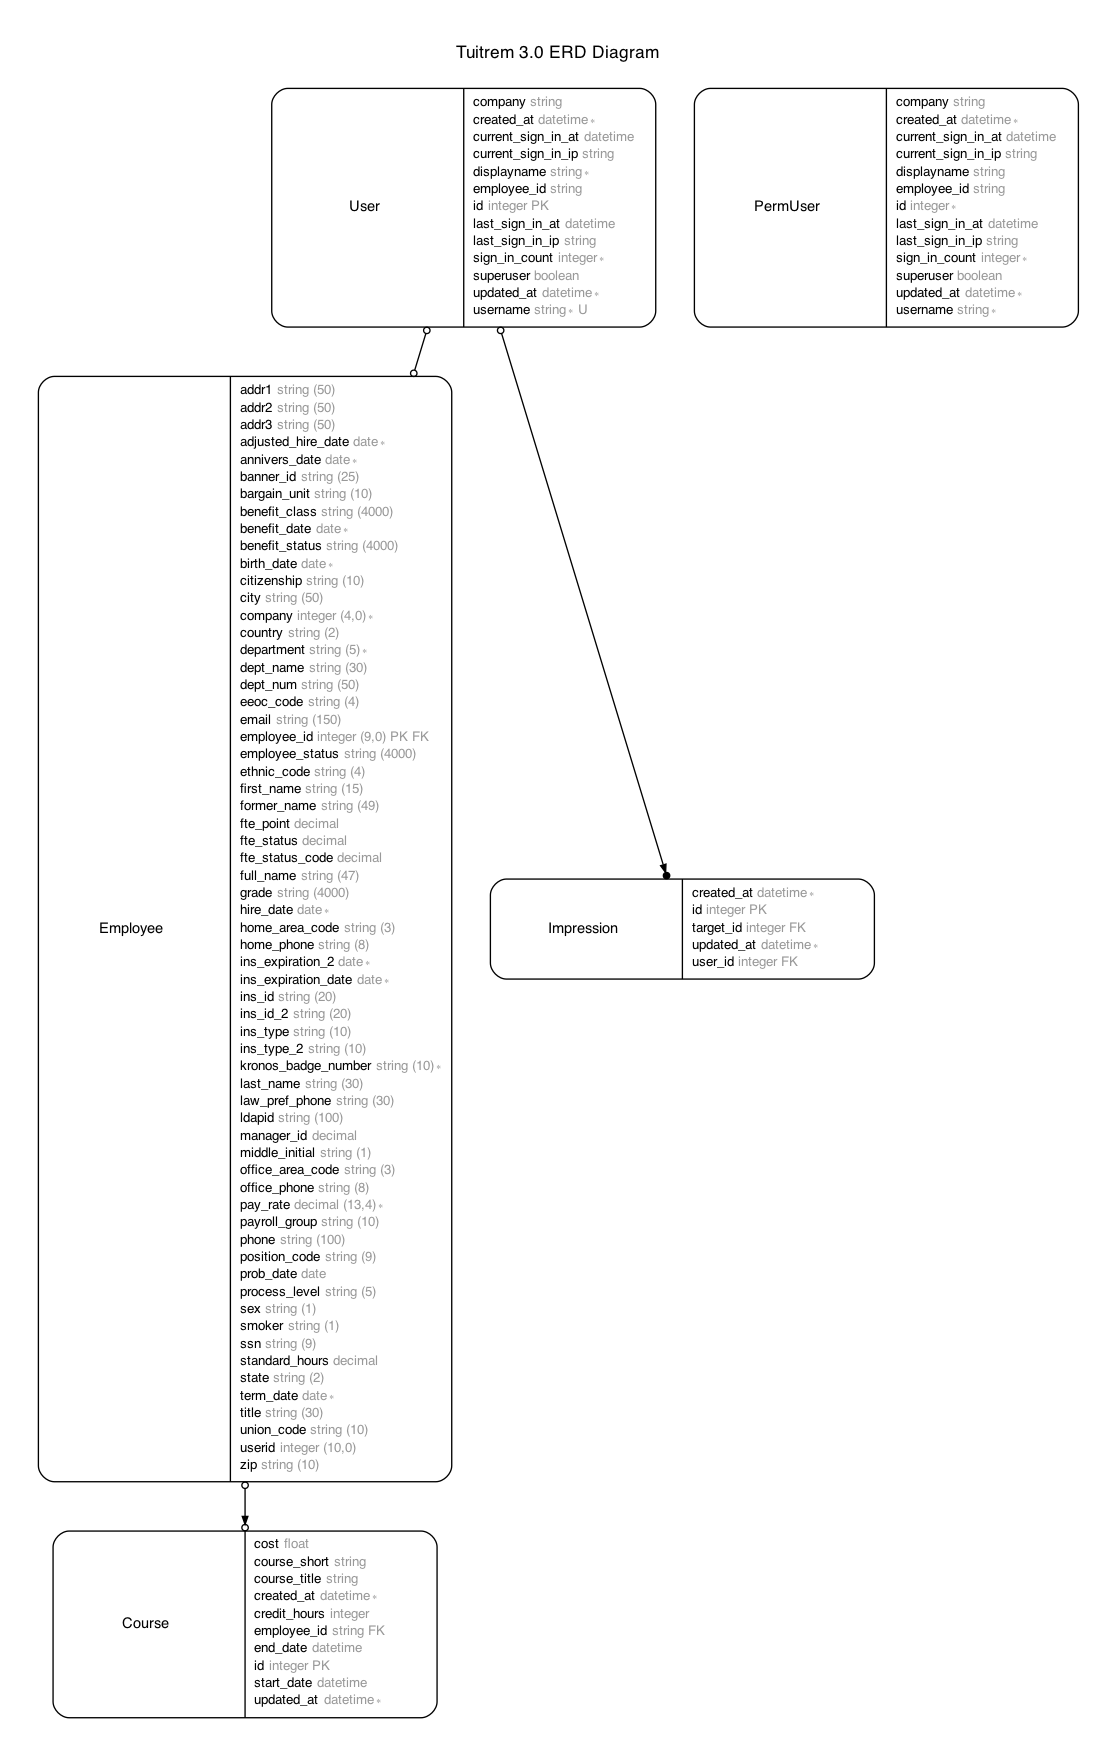 Tuitrem 3.0 ERD Diagram
User
company string
created_at datetime*
current_sign_in_at datetime
current_sign_in_ip string
displayname string*
employee_id string
id integer PK
last_sign_in_at datetime
last_sign_in_ip string
sign_in_count integer*
superuser boolean
updated_at datetime*
username string* U
PermUser
company string
created_at datetime*
current_sign_in_at datetime
current_sign_in_ip string
displayname string
employee_id string
id integer*
last_sign_in_at datetime
last_sign_in_ip string
sign_in_count integer*
superuser boolean
updated_at datetime*
username string*
Employee
addr1 string (50)
addr2 string (50)
addr3 string (50)
adjusted_hire_date date*
annivers_date date*
banner_id string (25)
bargain_unit string (10)
benefit_class string (4000)
benefit_date date*
benefit_status string (4000)
birth_date date*
citizenship string (10)
city string (50)
company integer (4,0)*
country string (2)
department string (5)*
dept_name string (30)
dept_num string (50)
eeoc_code string (4)
email string (150)
employee_id integer (9,0) PK FK
employee_status string (4000)
ethnic_code string (4)
first_name string (15)
former_name string (49)
fte_point decimal
fte_status decimal
fte_status_code decimal
full_name string (47)
grade string (4000)
hire_date date*
home_area_code string (3)
home_phone string (8)
ins_expiration_2 date*
ins_expiration_date date*
ins_id string (20)
ins_id_2 string (20)
ins_type string (10)
ins_type_2 string (10)
kronos_badge_number string (10)*
last_name string (30)
law_pref_phone string (30)
ldapid string (100)
manager_id decimal
middle_initial string (1)
office_area_code string (3)
office_phone string (8)
pay_rate decimal (13,4)*
payroll_group string (10)
phone string (100)
position_code string (9)
prob_date date
process_level string (5)
sex string (1)
smoker string (1)
ssn string (9)
standard_hours decimal
state string (2)
term_date date*
title string (30)
union_code string (10)
userid integer (10,0)
zip string (10)
Impression
created_at datetime*
id integer PK
target_id integer FK
updated_at datetime*
user_id integer FK
Course
cost float
course_short string
course_title string
created_at datetime*
credit_hours integer
employee_id string FK
end_date datetime
id integer PK
start_date datetime
updated_at datetime*